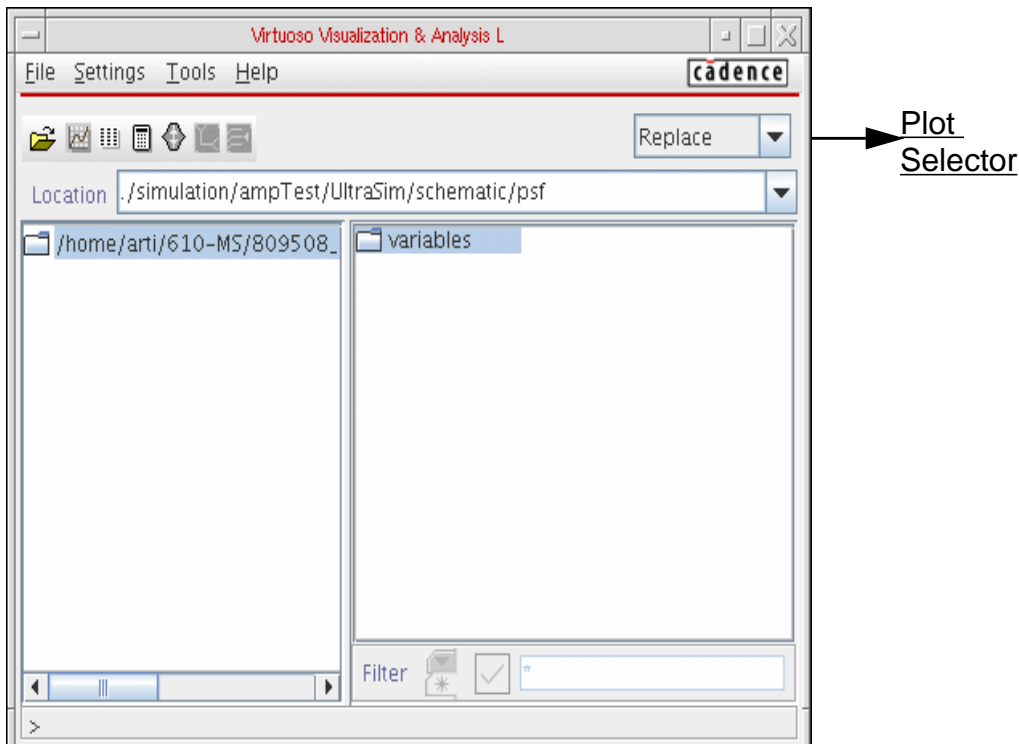 Virtuoso Visualization & Analysis L
File Settings Tools Help
cādence
Replace
Plot
Selector
Location ./simulation/ampTest/UltraSim/schematic/psf
/home/arti/610-MS/809508_
variables
Filter *
>